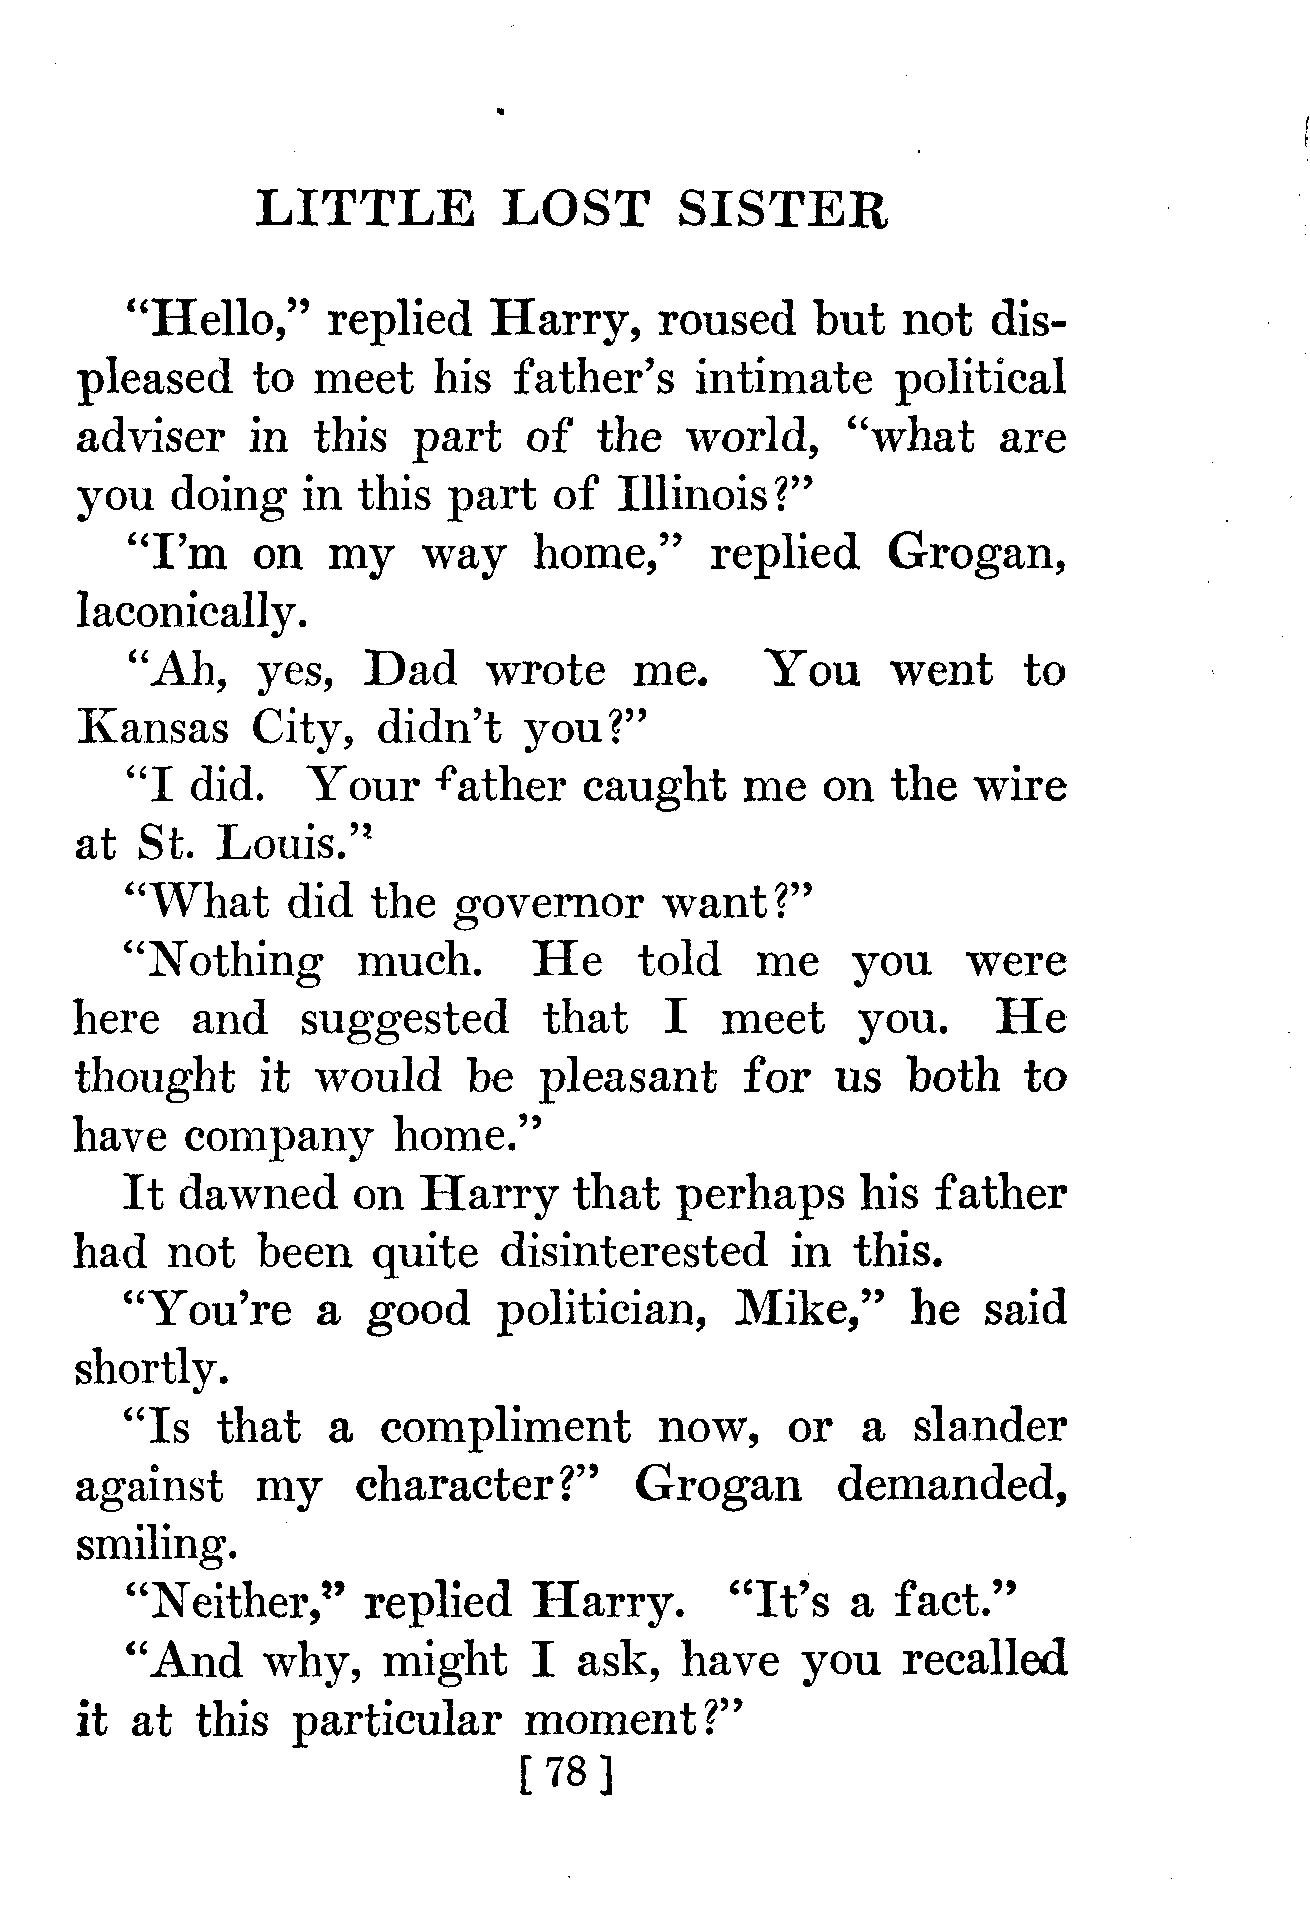 LITTLE LOST SISTER
“Hello,” replied Harry, roused but not dis-
pleased to meet his father’s intimate political
adviser in this part of the world, “what are
you doing in this part of Illinois?”
“I’m on my way home,” replied Grogan,
laconically.
“Ah, yes, Dad wrote me. You went to
Kansas City, didn’t you?”
“I did. Your father caught me on the wire
at St. Louis.”
“What did the governor want?”
“Nothing much. He told me you were
here and suggested that I meet you. He
thought it would be pleasant for us both to
have company home.”
It dawned on Harry that perhaps his father
had not been quite disinterested in this.
“You’re a good politician, Mike,” he said
shortly.
“Is that a compliment now, or a slander
against my character?” Grogan demanded,
smiling.
“Neither,” replied Harry. “It’s a fact.”
“And why, might I ask, have you recalled
it at this particular moment?”
[ 78 ]